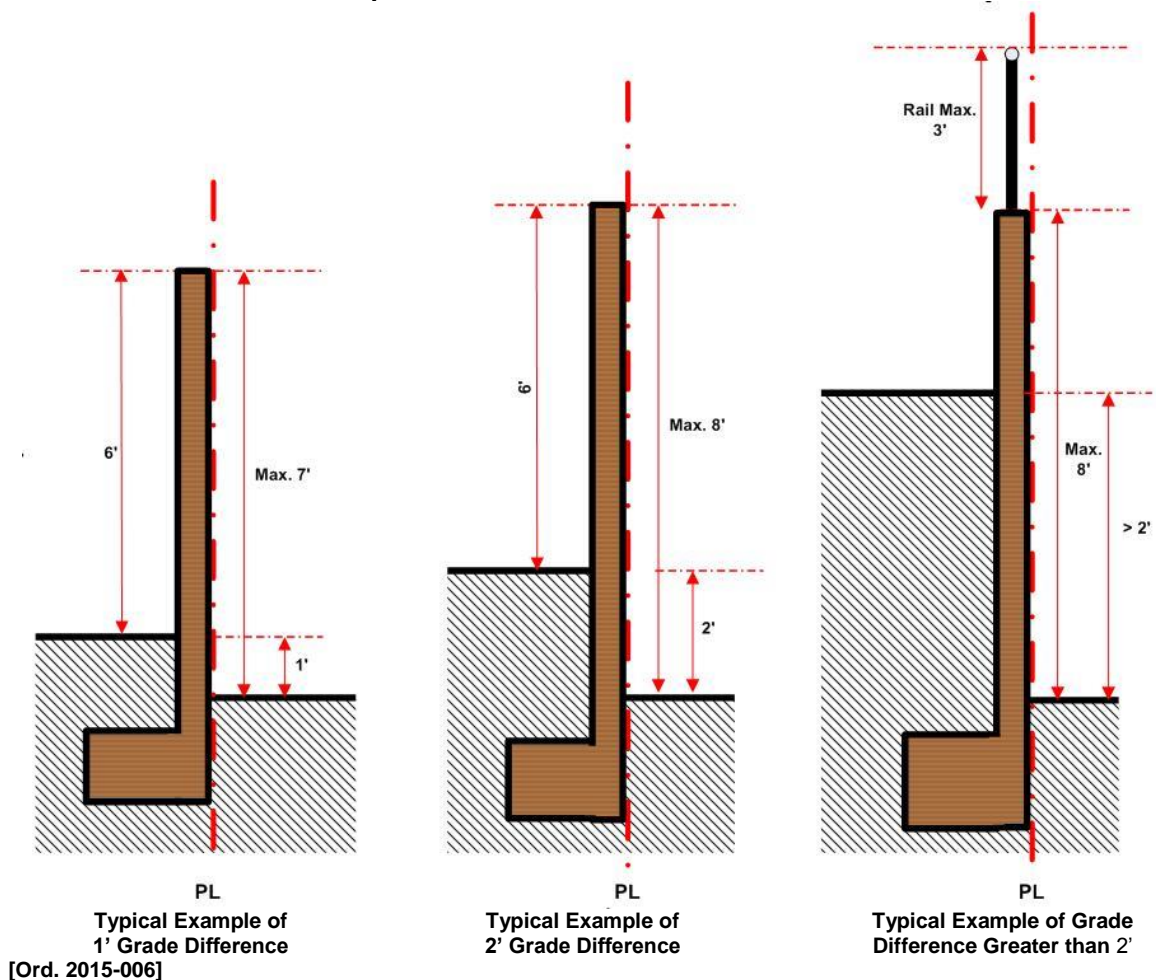 Rail Max.
3'
6'
Max. 7'
1'
6'
Max. 8'
2'
Max.
8'
> 2'
PL
PL
PL
Typical Example of
1' Grade Difference
Typical Example of
2' Grade Difference
Typical Example of Grade
Difference Greater than 2'
[Ord. 2015-006]